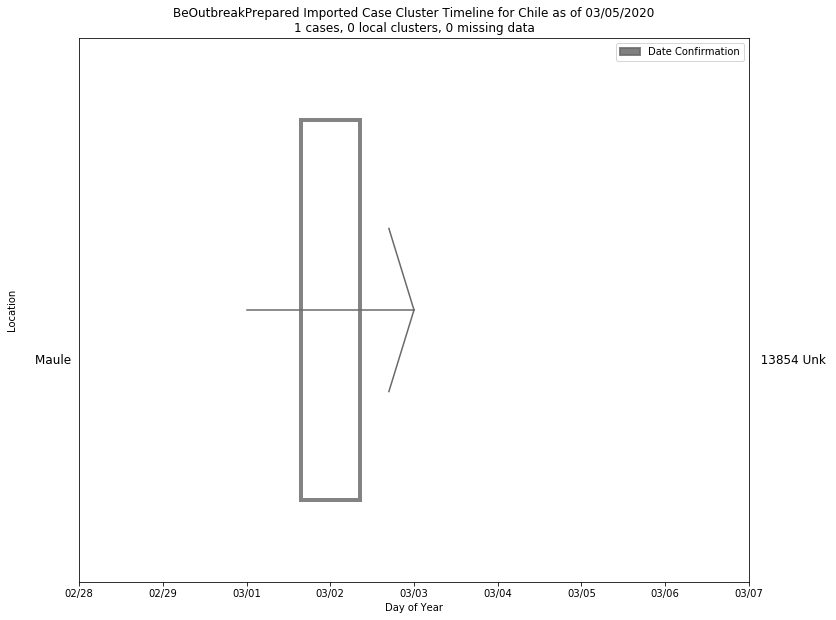 BeOutbreakPrepared Imported Case Cluster Timeline for Chile as of 03/05/2020
1 cases, 0 local clusters, 0 missing data
Date Confirmation
Location
Maule
13854 Unk
02/28 02/29 03/01 03/02 03/03 03/04 03/05 03/06 03/07
Day of Year